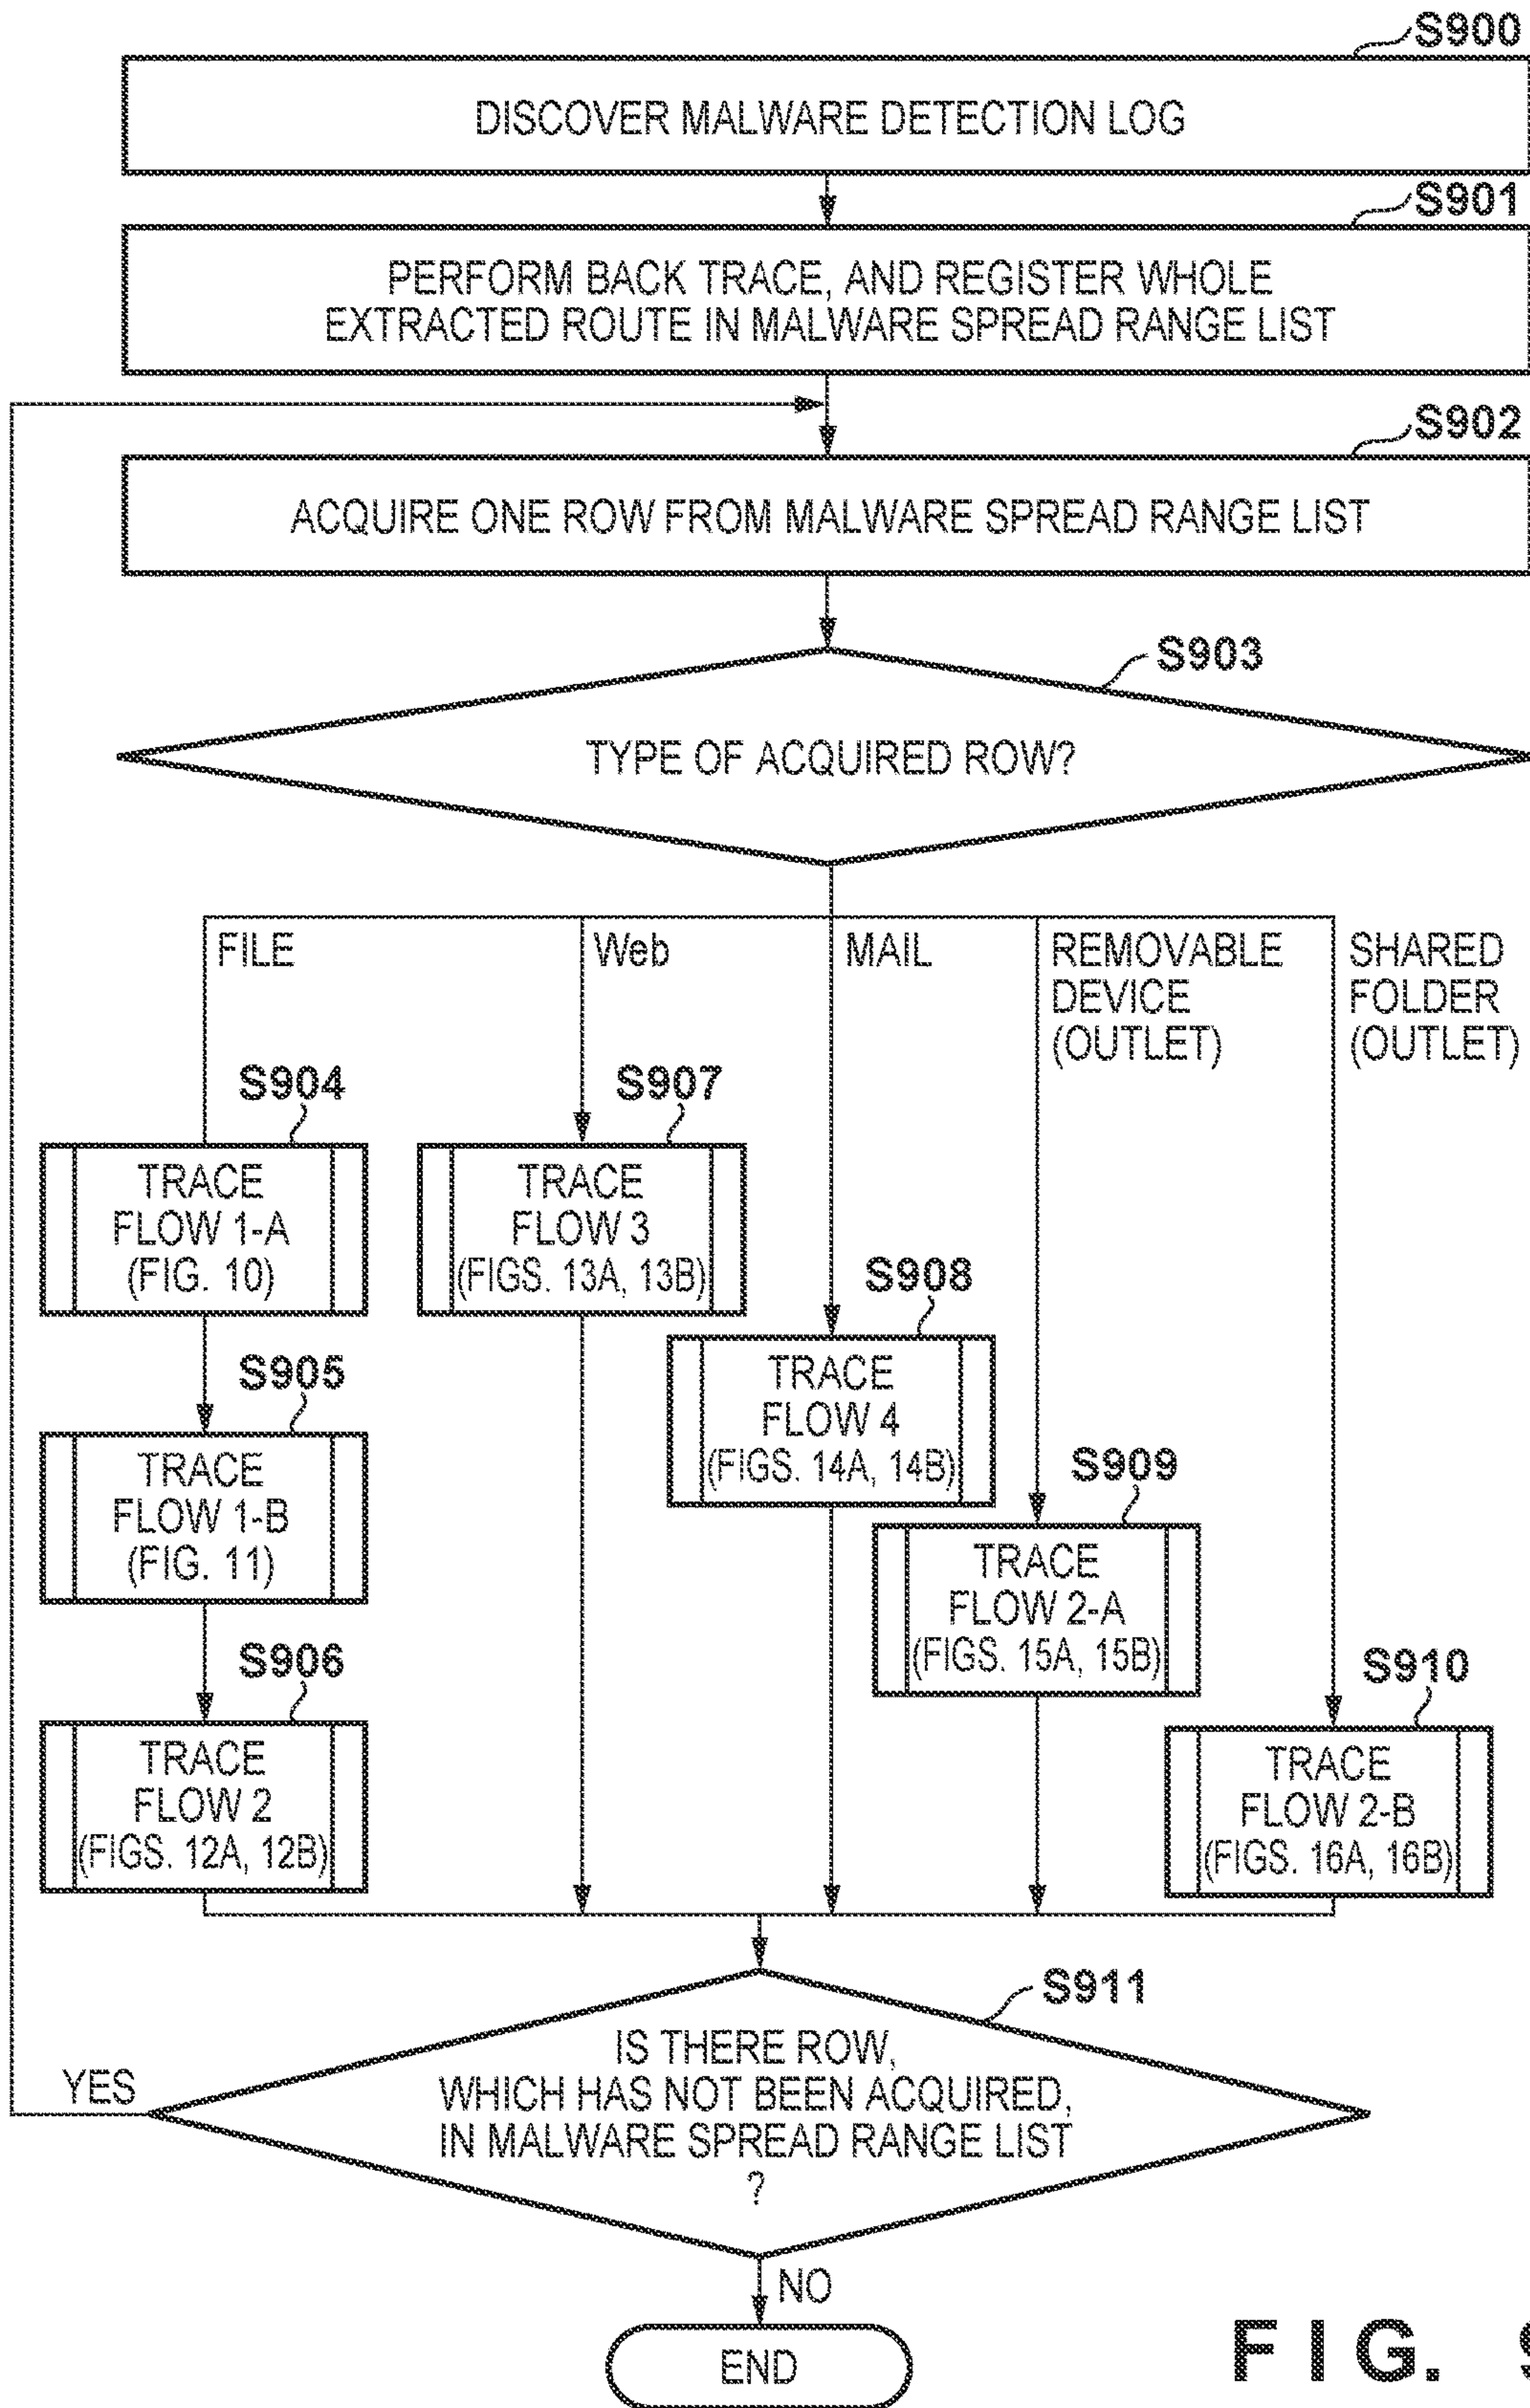 S900
DISCOVER MALWARE DETECTION LOG
S901
PERFORM BACK TRACE, AND REGISTER WHOLE
EXTRACTED ROUTE IN MALWARE SPREAD RANGE LIST
S902
ACQUIRE ONE ROW FROM MALWARE SPREAD RANGE LIST
S903
TYPE OF ACQUIRED ROW?
FILE
Web
MAIL
REMOVABLE
DEVICE
(OUTLET)
SHARED
FOLDER
(OUTLET)
S904
TRACE
FLOW 1-A
(FIG. 10)
S905
TRACE
FLOW 1-B
(FIG. 11)
S906
TRACE
FLOW 2
(FIGS. 12A, 12B)
S907
TRACE
FLOW 3
(FIGS. 13A, 13B)
S908
TRACE
FLOW 4
(FIGS. 14A, 14B)
S909
TRACE
FLOW 2-A
(FIGS. 15A, 15B)
S910
TRACE
FLOW 2-B
(FIGS. 16A, 16B)
S911
IS THERE ROW,
WHICH HAS NOT BEEN ACQUIRED,
IN MALWARE SPREAD RANGE LIST
?
YES
NO
END
FIG.